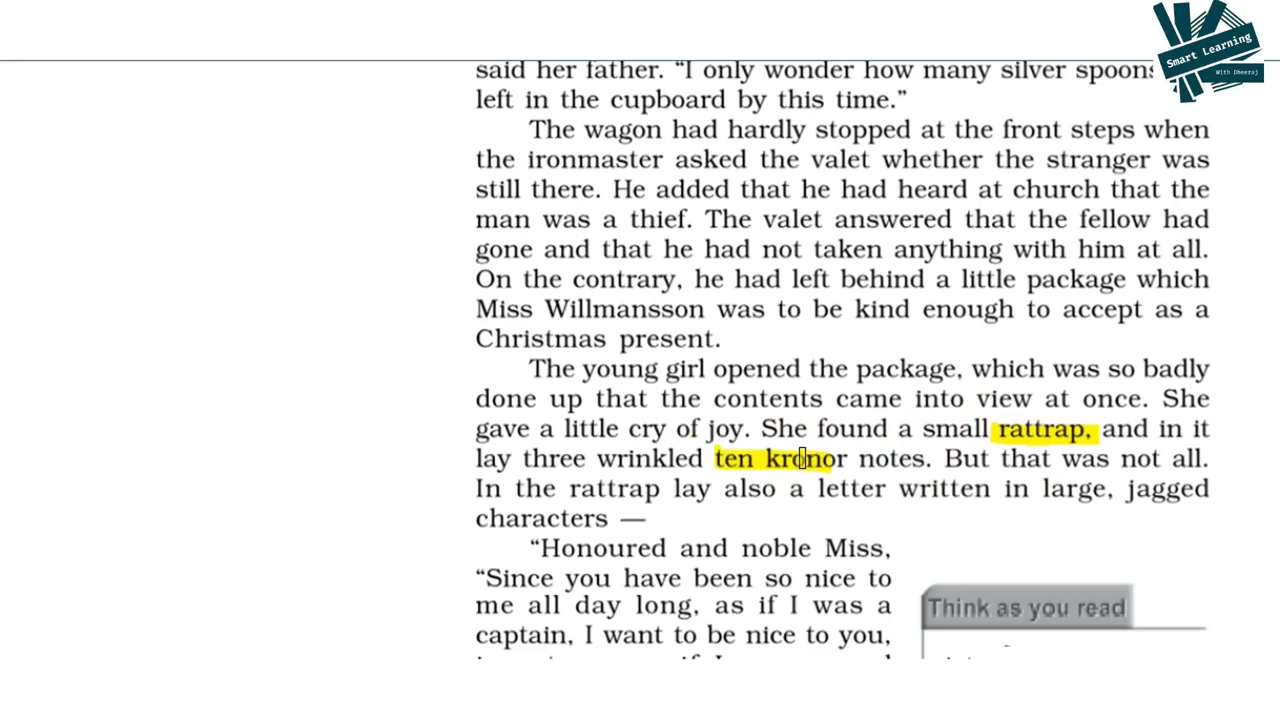 Smart Learning
With Dheeraj
said her father. “I only wonder how many silver spoons
left in the cupboard by this time.”
The wagon had hardly stopped at the front steps when
the ironmaster asked the valet whether the stranger was
still there. He added that he had heard at church that the
man was a thief. The valet answered that the fellow had
gone and that he had not taken anything with him at all.
On the contrary, he had left behind a little package which
Miss Willmansson was to be kind enough to accept as a
Christmas present.
The young girl opened the package, which was so badly
done up that the contents came into view at once. She
gave a little cry of joy. She found a small rattrap, and in it
lay three wrinkled ten kronor notes. But that was not all.
In the rattrap lay also a letter written in large, jagged
characters —
“Honoured and noble Miss,
“Since you have been so nice to
me all day long, as if I was a
captain, I want to be nice to you,
Think as you read